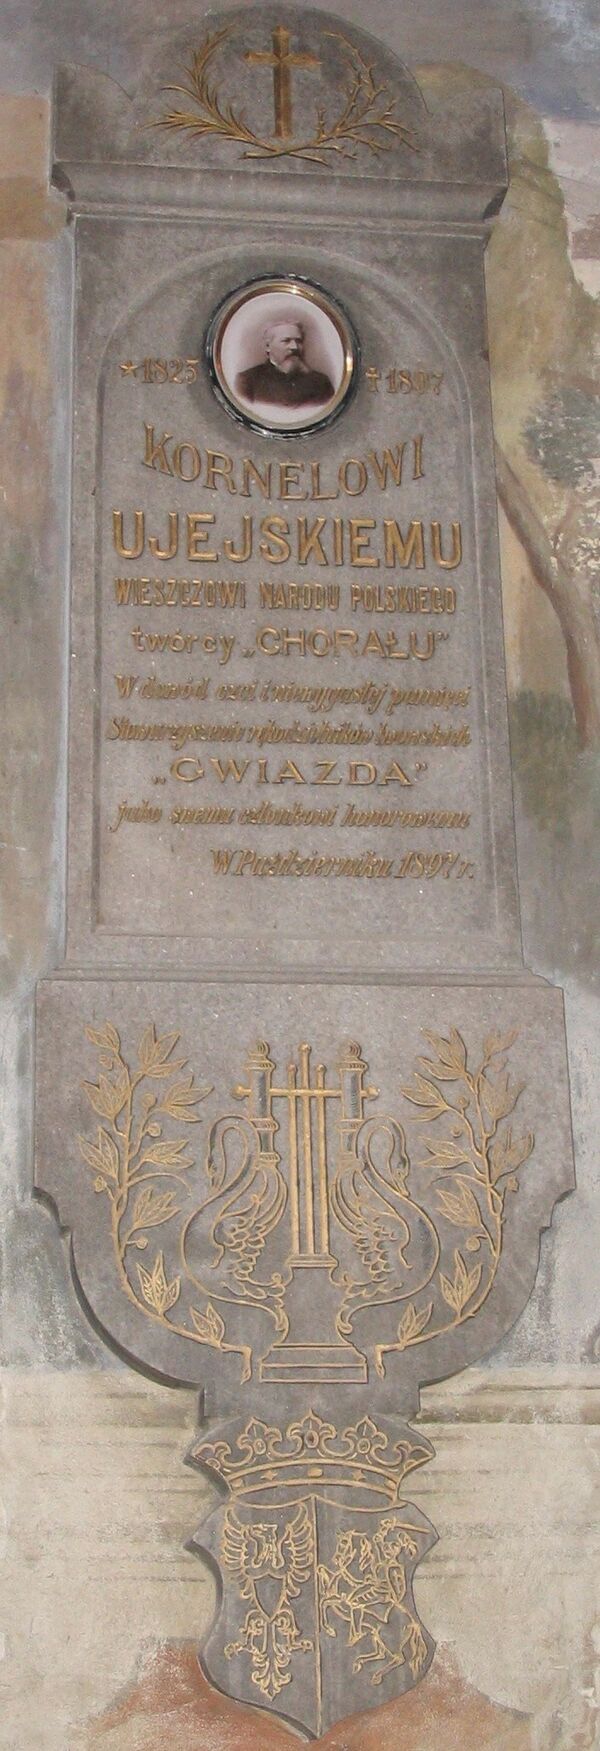 * 1825 † 1897
KORNELOWI
UJEJSKIEMU
WIESZCZOWI NARODU POLSKIEGO
twórcy „CHORAŁU”
W dowód czci i niewygasłej pamięci
Stowarzyszenie rękodzielników lwowskich
„GWIAZDA”
jako swemu członkowi honorowemu
W Październiku 1897 r.